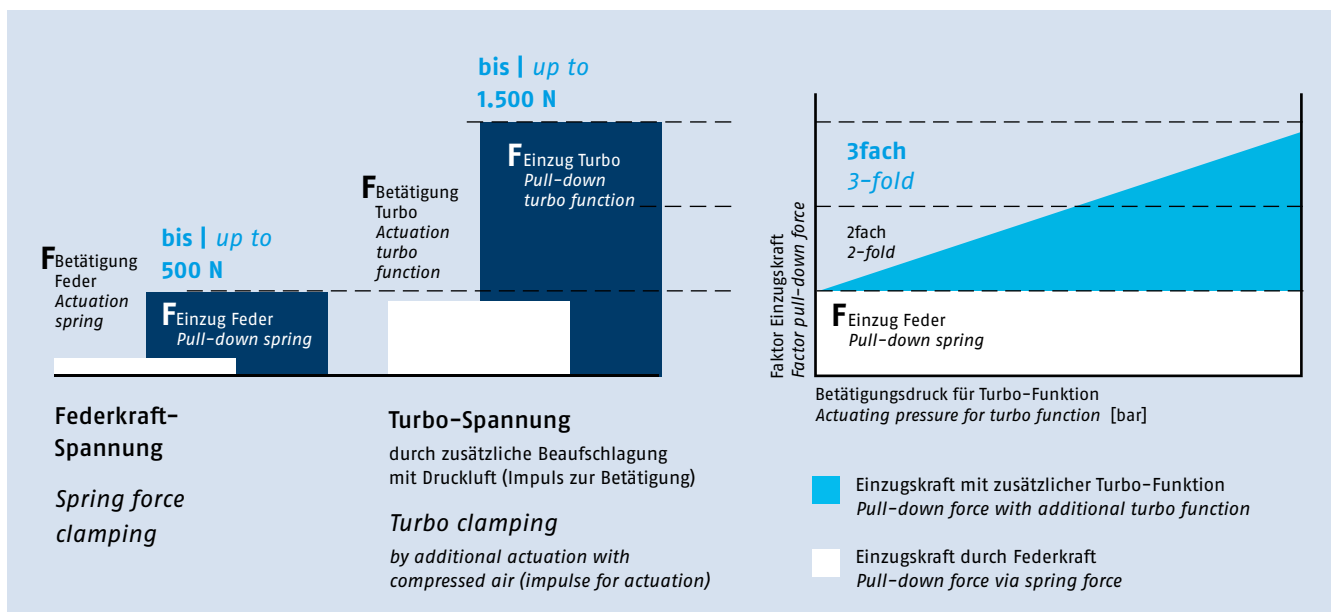 bis | up to
500 N
FBetätigung
Feder
Actuation
spring
FEinzug Feder
Pull-down spring
Federkraft-
Spannung
Spring force
clamping
bis | up to
1.500 N
FBetätigung
Turbo
Actuation
turbo
function
FEinzug Turbo
Pull-down
turbo function
Turbo-Spannung
durch zusätzliche Beaufschlagung
mit Druckluft (Impuls zur Betätigung)
Turbo clamping
by additional actuation with
compressed air (impulse for actuation)
Faktor Einzugskraft
Factor pull-down force
3fach
3-fold
2fach
2-fold
FEinzug Feder
Pull-down spring
Betätigungsdruck für Turbo-Funktion
Actuating pressure for turbo function [bar]
Einzugskraft mit zusätzlicher Turbo-Funktion
Pull-down force with additional turbo function
Einzugskraft durch Federkraft
Pull-down force via spring force